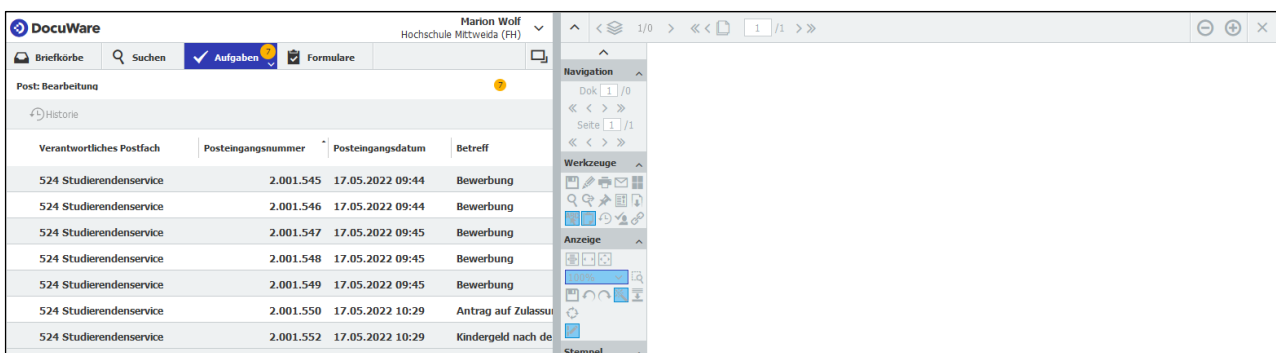 DocuWare
Marion Wolf
Hochschule Mittweida (FH)
1/0
1 /1
Briefkörbe
Suchen
Aufgaben
7
Formulare
Post: Bearbeitung
7
Historie
Verantwortliches Postfach Posteingangsnummer Posteingangsdatum Betreff
524 Studierendenservice 2.001.545 17.05.2022 09:44 Bewerbung
524 Studierendenservice 2.001.546 17.05.2022 09:44 Bewerbung
524 Studierendenservice 2.001.547 17.05.2022 09:45 Bewerbung
524 Studierendenservice 2.001.548 17.05.2022 09:45 Bewerbung
524 Studierendenservice 2.001.549 17.05.2022 09:45 Bewerbung
524 Studierendenservice 2.001.550 17.05.2022 10:29 Antrag auf Zulassu
524 Studierendenservice 2.001.552 17.05.2022 10:29 Kindergeld nach de
Navigation
Dok 1 /0
Seite 1 /1
Werkzeuge
Anzeige
100%
Stempel